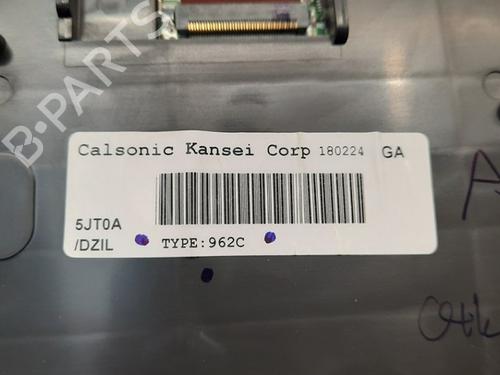 B-PARTS
Calsonic Kansei Corp 180224 GA
5JT0A
/DZIL
TYPE:962C